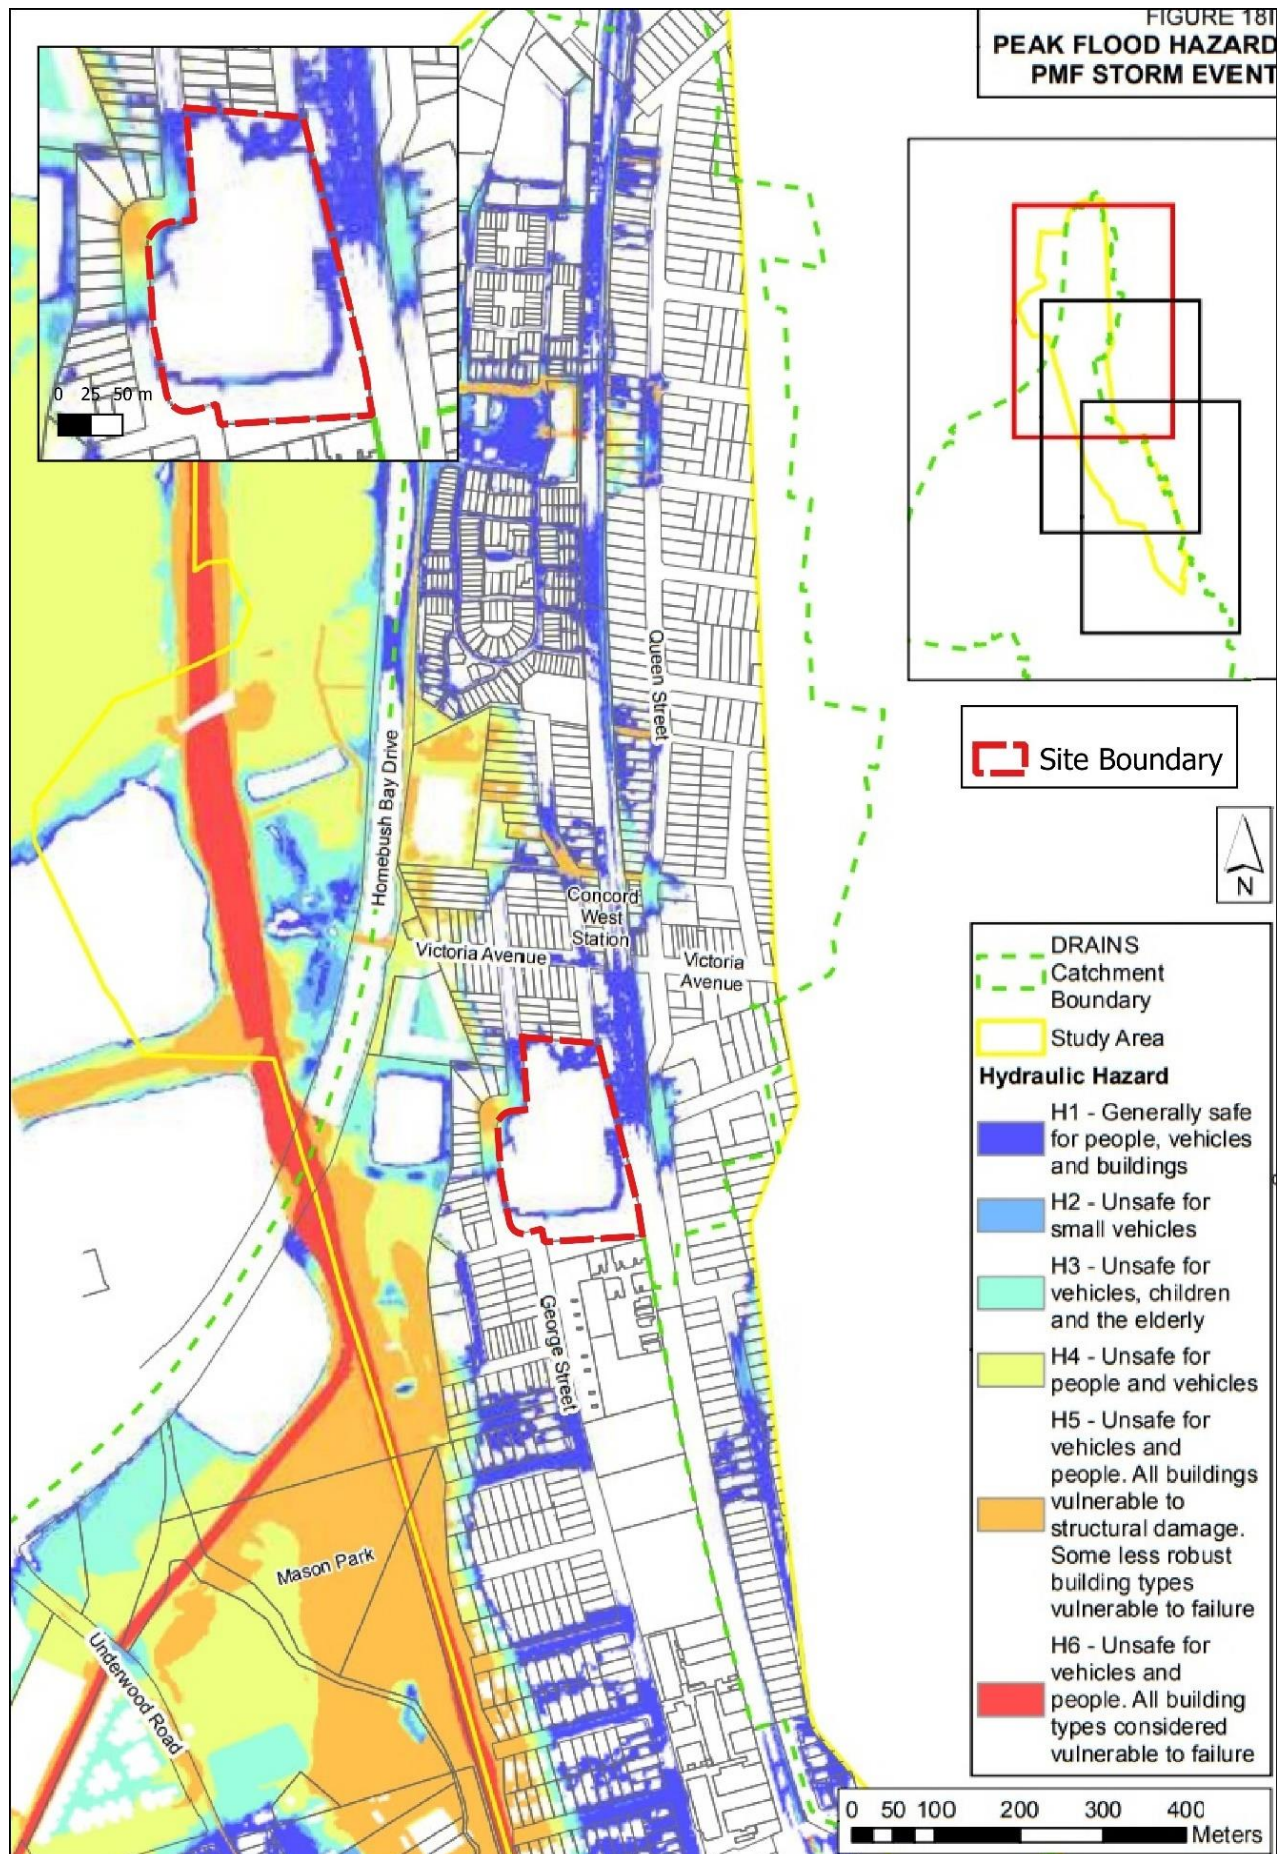 FIGURE 18I
PEAK FLOOD HAZARD
PMF STORM EVENT
0 25 50 m
Site Boundary
N
Queen Street
Homebush Bay Drive
Concord
West
Station
Victoria Avenue
Victoria
Avenue
George Street
Mason Park
Underwood Road
DRAINS
Catchment
Boundary
Study Area
Hydraulic Hazard
H1 - Generally safe
for people, vehicles
and buildings
H2 - Unsafe for
small vehicles
H3 - Unsafe for
vehicles, children
and the elderly
H4 - Unsafe for
people and vehicles
H5 - Unsafe for
vehicles and
people. All buildings
vulnerable to
structural damage.
Some less robust
building types
vulnerable to failure
H6 - Unsafe for
vehicles and
people. All building
types considered
vulnerable to failure
0 50 100 200 300 400
Meters